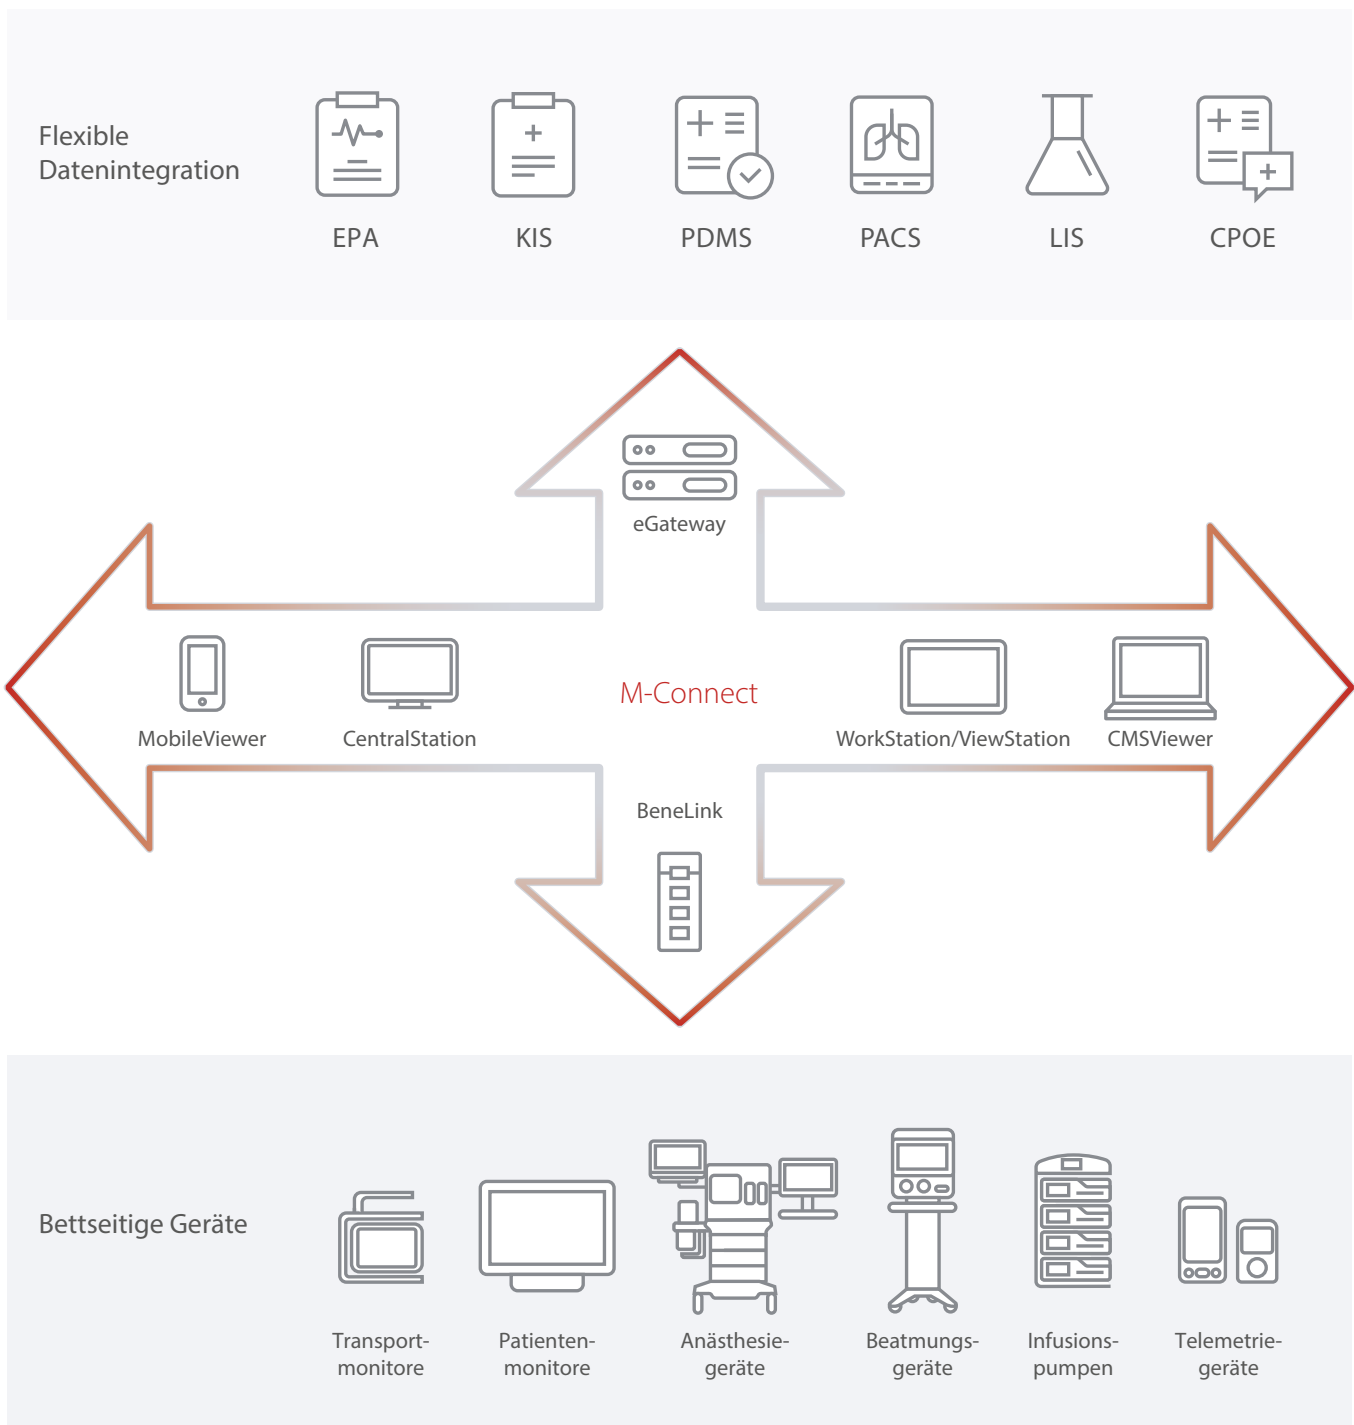 Flexible
Datenintegration
EPA
KIS
PDMS
PACS
LIS
CPOE
eGateway
MobileViewer
CentralStation
M-Connect
WorkStation/ViewStation
CMSViewer
BeneLink
Bettseitige Geräte
Transport-
monitore
Patienten-
monitore
Anästhesie-
geräte
Beatmungs-
geräte
Infusions-
pumpen
Telemetrie-
geräte